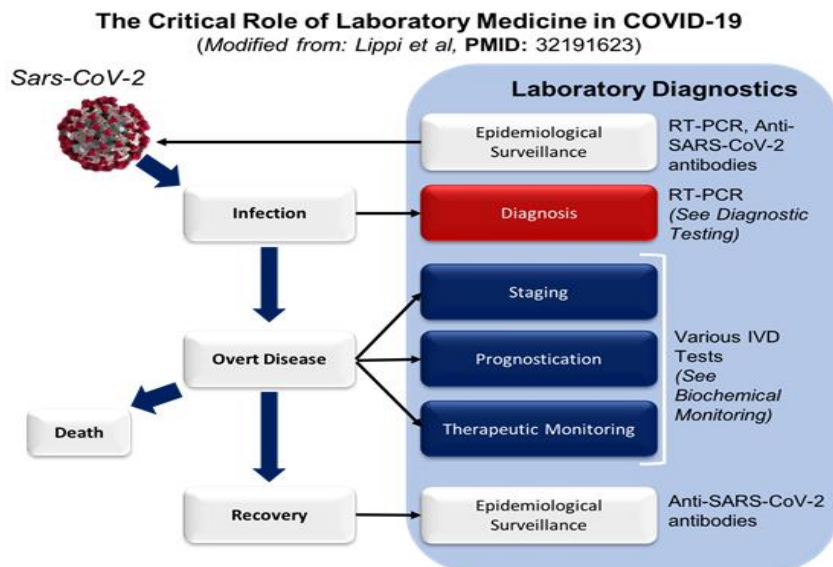 The Critical Role of Laboratory Medicine in COVID-19
(Modified from: Lippi et al, PMID: 32191623)
Sars-CoV-2
Laboratory Diagnostics
Epidemiological
Surveillance
RT-PCR, Anti-
SARS-CoV-2
antibodies
Infection
Diagnosis
RT-PCR
(See Diagnostic
Testing)
Staging
Overt Disease
Prognostication
Various IVD
Tests
(See
Biochemical
Monitoring)
Death
Therapeutic Monitoring
Recovery
Epidemiological
Surveillance
Anti-SARS-CoV-2
antibodies